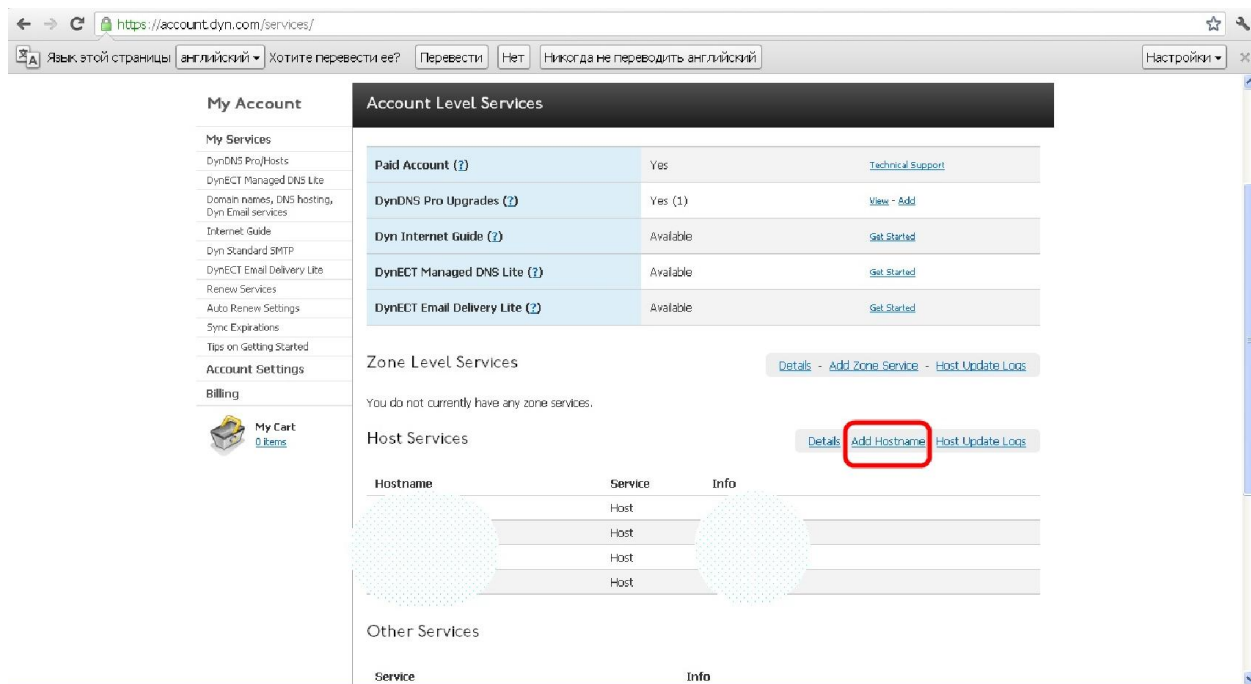 https://account.dyn.com/services/
Язык этой страницы английский Хотите перевести ее? Перевести Нет Никогда не переводить английский Настройки
My Account
My Services
DynDNS Pro/Hosts
DynECT Managed DNS Lite
Domain names, DNS hosting,
Dyn Email services
Internet Guide
Dyn Standard SMTP
DynECT Email Delivery Lite
Renew Services
Auto Renew Settings
Sync Expirations
Tips on Getting Started
Account Settings
Billing
My Cart
0 items
Account Level Services
Paid Account (?) Yes Technical Support
DynDNS Pro Upgrades (?) Yes (1) View - Add
Dyn Internet Guide (?) Available Get Started
DynECT Managed DNS Lite (?) Available Get Started
DynECT Email Delivery Lite (?) Available Get Started
Zone Level Services Details - Add Zone Service - Host Update Logs
You do not currently have any zone services.
Host Services Details Add Hostname Host Update Logs
Hostname Service Info
Host
Host
Host
Host
Other Services
Service Info